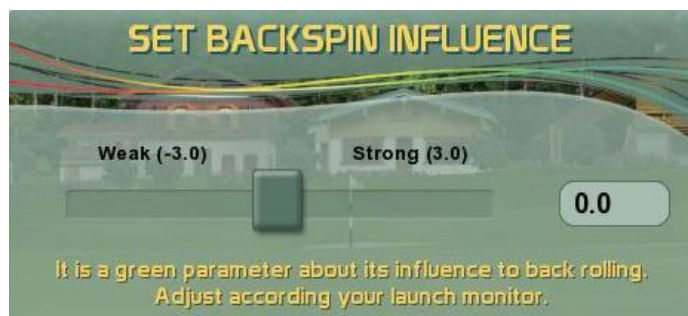 SET BACKSPIN INFLUENCE
Weak (-3.0) Strong (3.0)
0.0
It is a green parameter about its influence to back rolling.
Adjust according your launch monitor.